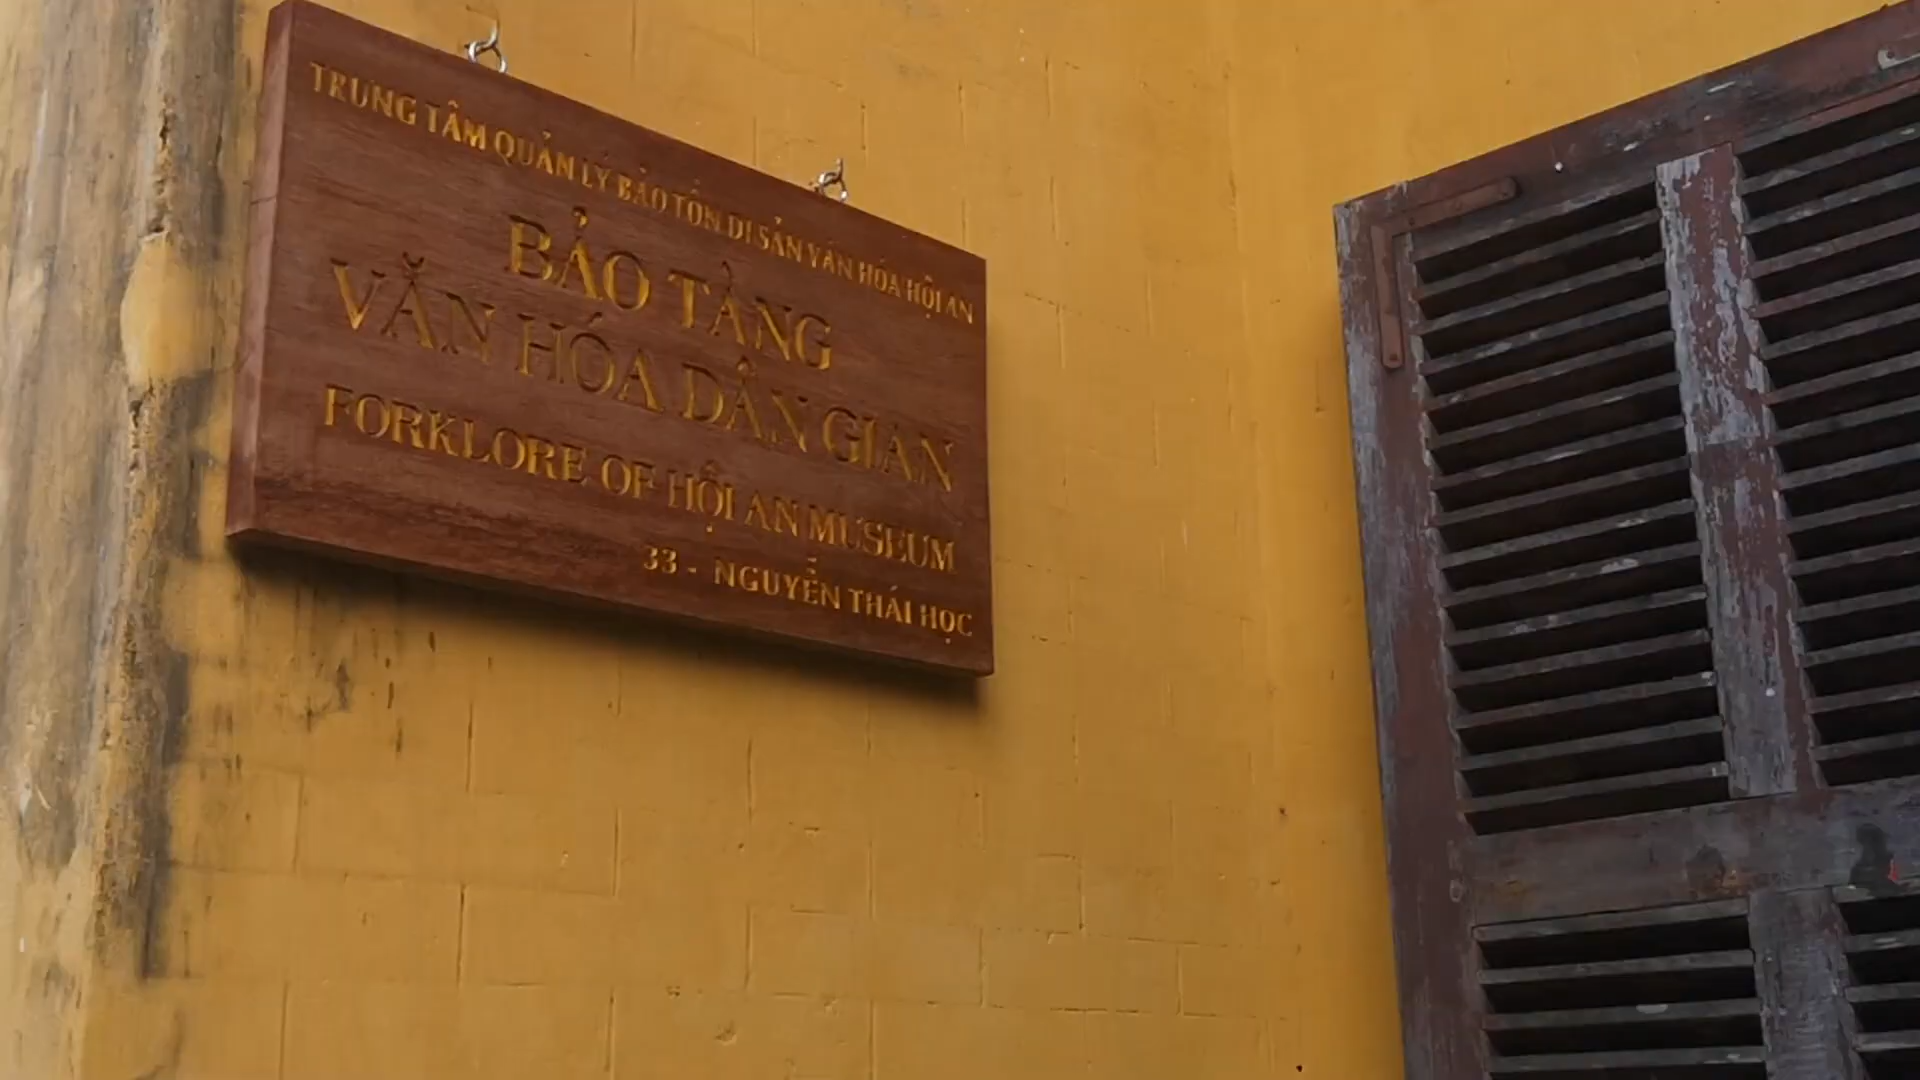 TRUNG TÂM QUẢN LÝ BẢO TỒN DI SẢN VĂN HÓA HỘI AN
BẢO TÀNG
VĂN HÓA DÂN GIAN
FORKLORE OF HỘI AN MUSEUM
33 - NGUYỄN THÁI HỌC